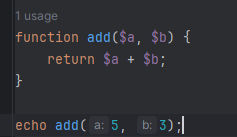 1 usage
function add($a, $b) {
    return $a + $b;
}
echo add( a: 5, b: 3);